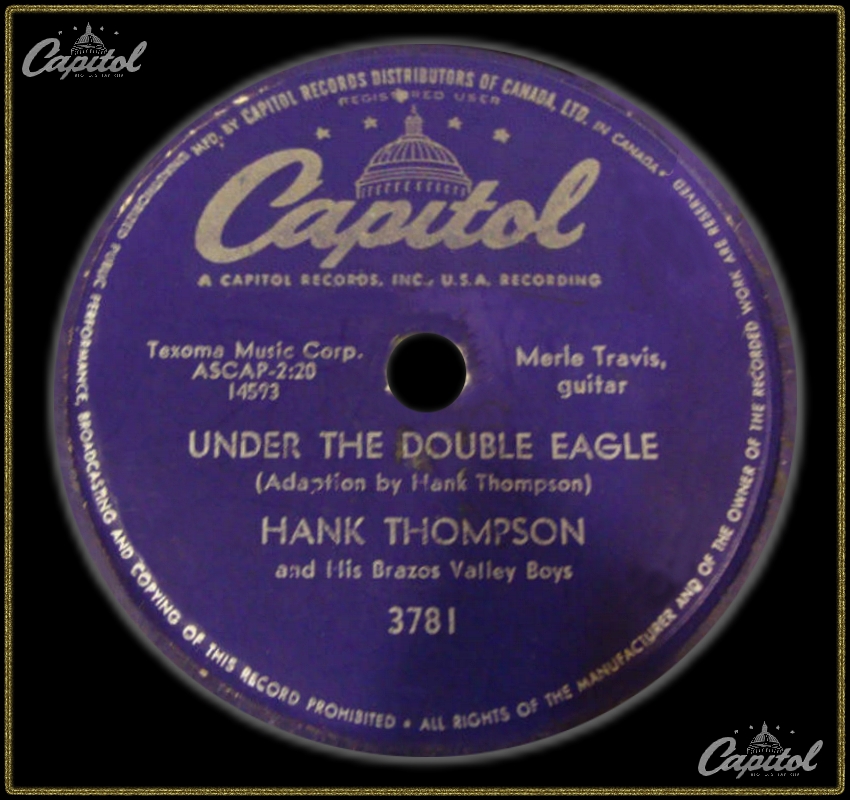 Capitol
MFD. BY CAPITOL RECORDS DISTRIBUTORS OF CANADA, LTD. IN CANADA
REGISTERED USER
Capitol
A CAPITOL RECORDS, INC., U.S.A. RECORDING
Texoma Music Corp.
ASCAP-2:20
14593
Merle Travis,
guitar
UNDER THE DOUBLE EAGLE
(Adaption by Hank Thompson)
HANK THOMPSON
and His Brazos Valley Boys
3781
UNAUTHORIZED PUBLIC PERFORMANCE, BROADCASTING AND COPYING OF THIS RECORD PROHIBITED • ALL RIGHTS OF THE MANUFACTURER AND OF THE OWNER OF THE RECORDED WORK ARE RESERVED
Capitol